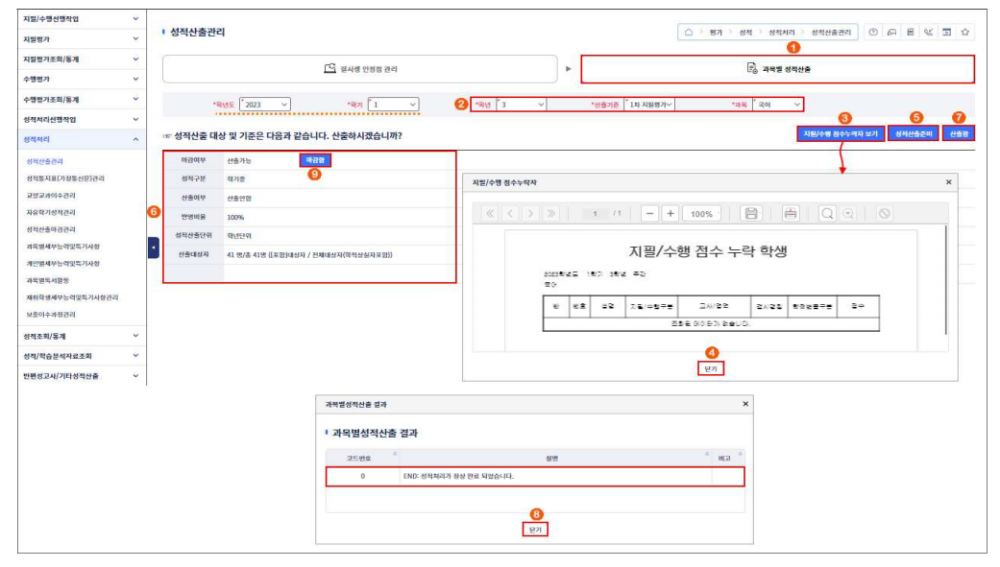 지필/수행선행작업
지필평가
지필평가조회/통계
수행평가
수행평가조회/통계
성적처리선행작업
성적처리
성적산출관리
성적통지표(가정통신문)관리
교양교과이수관리
자유학기성적관리
성적산출마감관리
과목별세부능력및특기사항
개인별세부능력및특기사항
과목별독서활동
재취학생세부능력및특기사항관리
보충이수과정관리
성적조회/통계
성적/학습분석자료조회
반편성고사/기타성적산출
성적산출관리
평가 > 성적 > 성적처리 > 성적산출관리
1
결시생 인정점 관리
과목별 성적산출
*학년도 2023 *학기 1 2 *학년 3 *산출기준 1차 지필평가 *과목 국어
3 5 7
☞ 성적산출 대상 및 기준은 다음과 같습니다. 산출하시겠습니까?
지필/수행 점수누락자 보기 성적산출준비 산출함
마감여부 산출가능 마감함
9
성적구분 학기중
산출여부 산출안함
6
반영비율 100%
성적산출단위 학년단위
산출대상자 41 명/총 41명 ([포함]대상자 / 전체대상자(학적상실자포함))
지필/수행 점수누락자 ×
1 / 1 − + 100%
지필/수행 점수 누락 학생
2023학년도 1학기 3학년 주간
국어
반 번호 성명 지필/수행구분 고사/영역 결시결정 학적변동구분 점수
조회된 데이터가 없습니다.
4
닫기
과목별성적산출 결과 ×
과목별성적산출 결과
코드번호 설명 비고
0 END: 성적처리가 정상 완료 되었습니다.
8
닫기